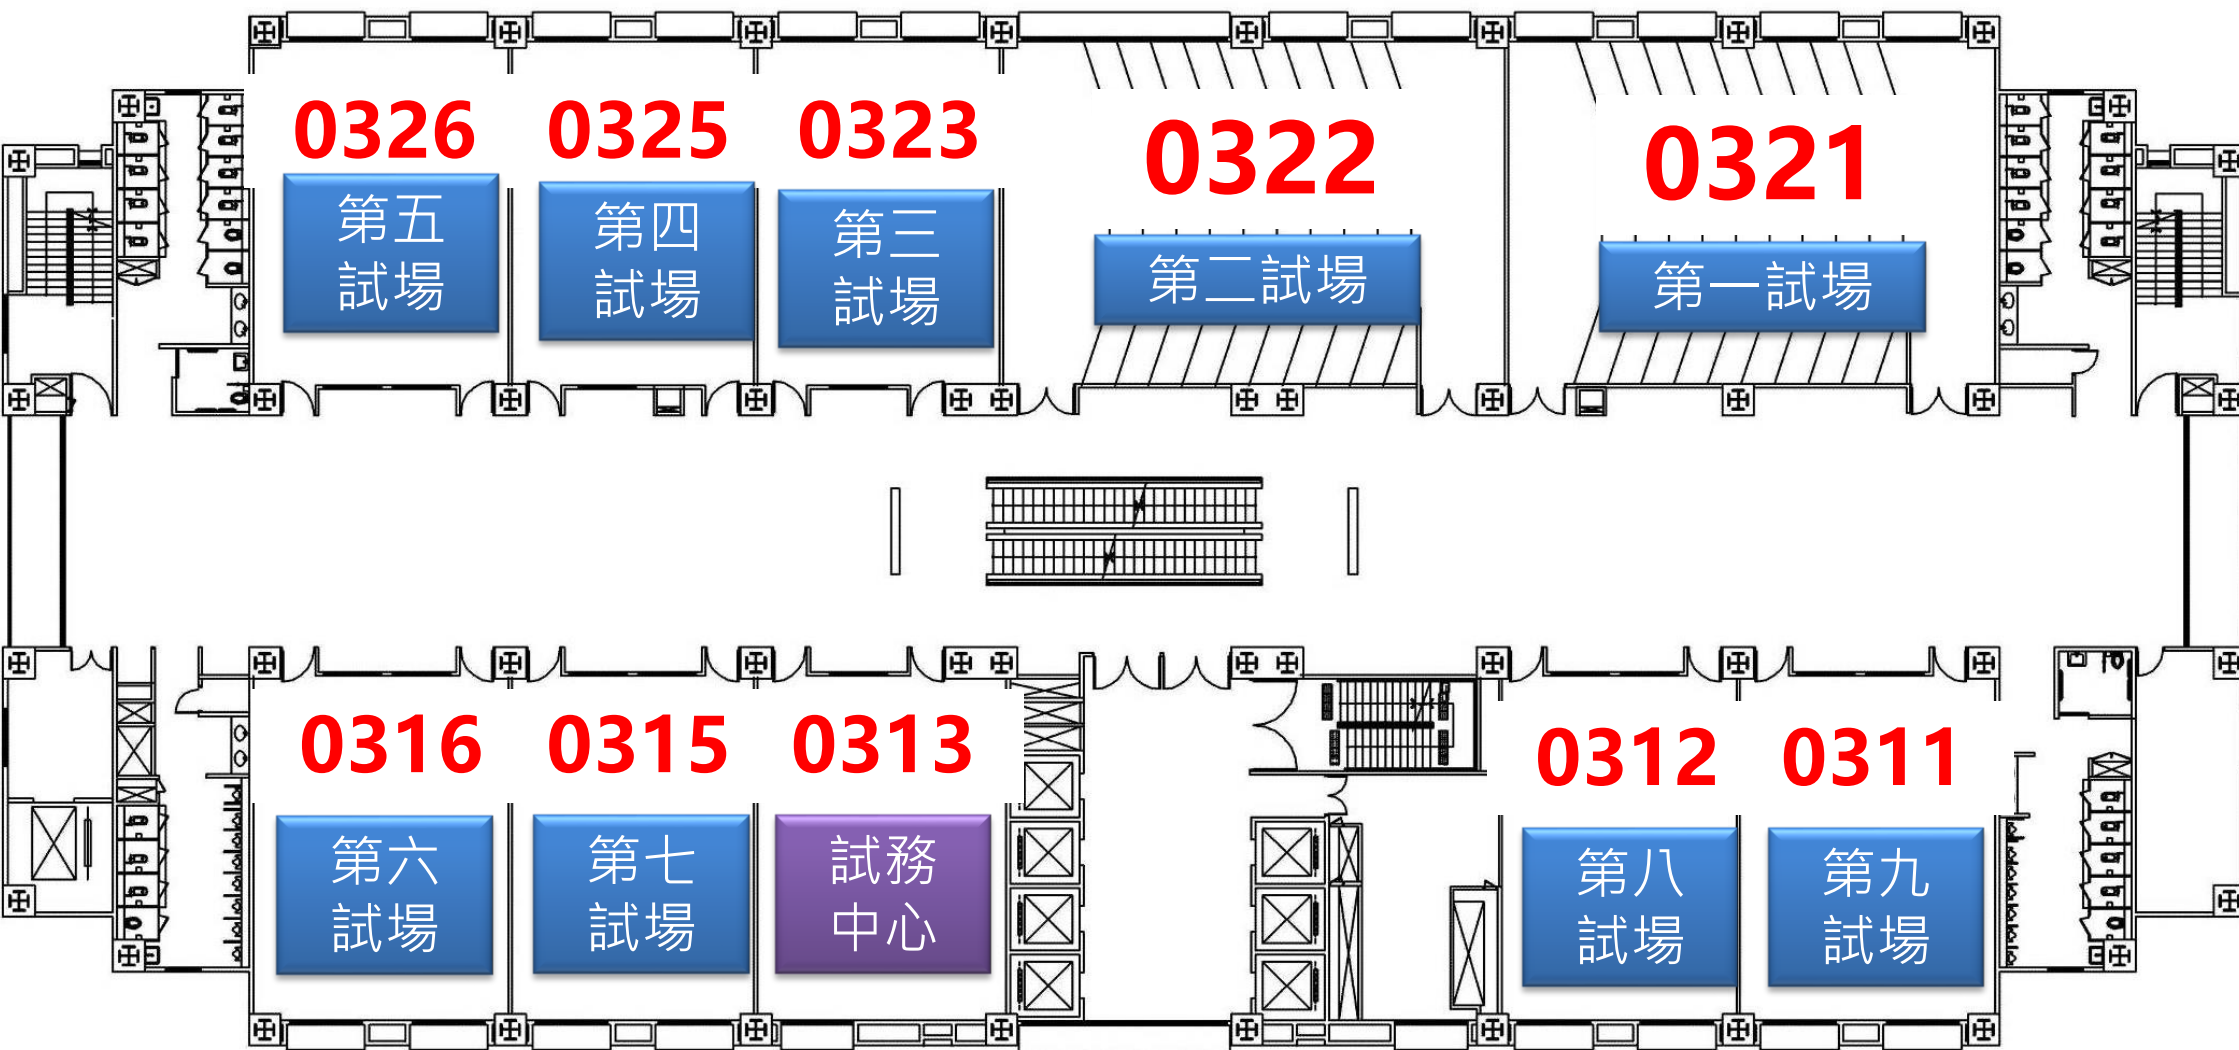 0326
第五
試場
0325
第四
試場
0323
第三
試場
0322
第二試場
0321
第一試場
0316
第六
試場
0315
第七
試場
0313
試務
中心
0312
第八
試場
0311
第九
試場